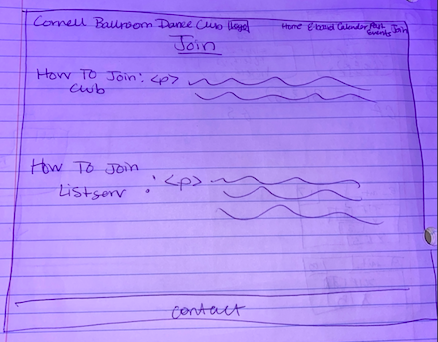 Cornell Ballroom Dance Club [logo] Home E-board Calendar Past Events Join
Join
How To Join: <p>
Club
How To Join
Listserv : <p>
contact